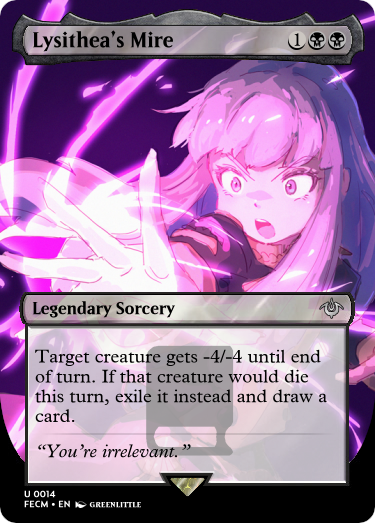 Lysithea's Mire 1
Legendary Sorcery
Target creature gets -4/-4 until end
of turn. If that creature would die
this turn, exile it instead and draw a
card.
“You're irrelevant.”
U 0014
FECM • EN GREENLITTLE